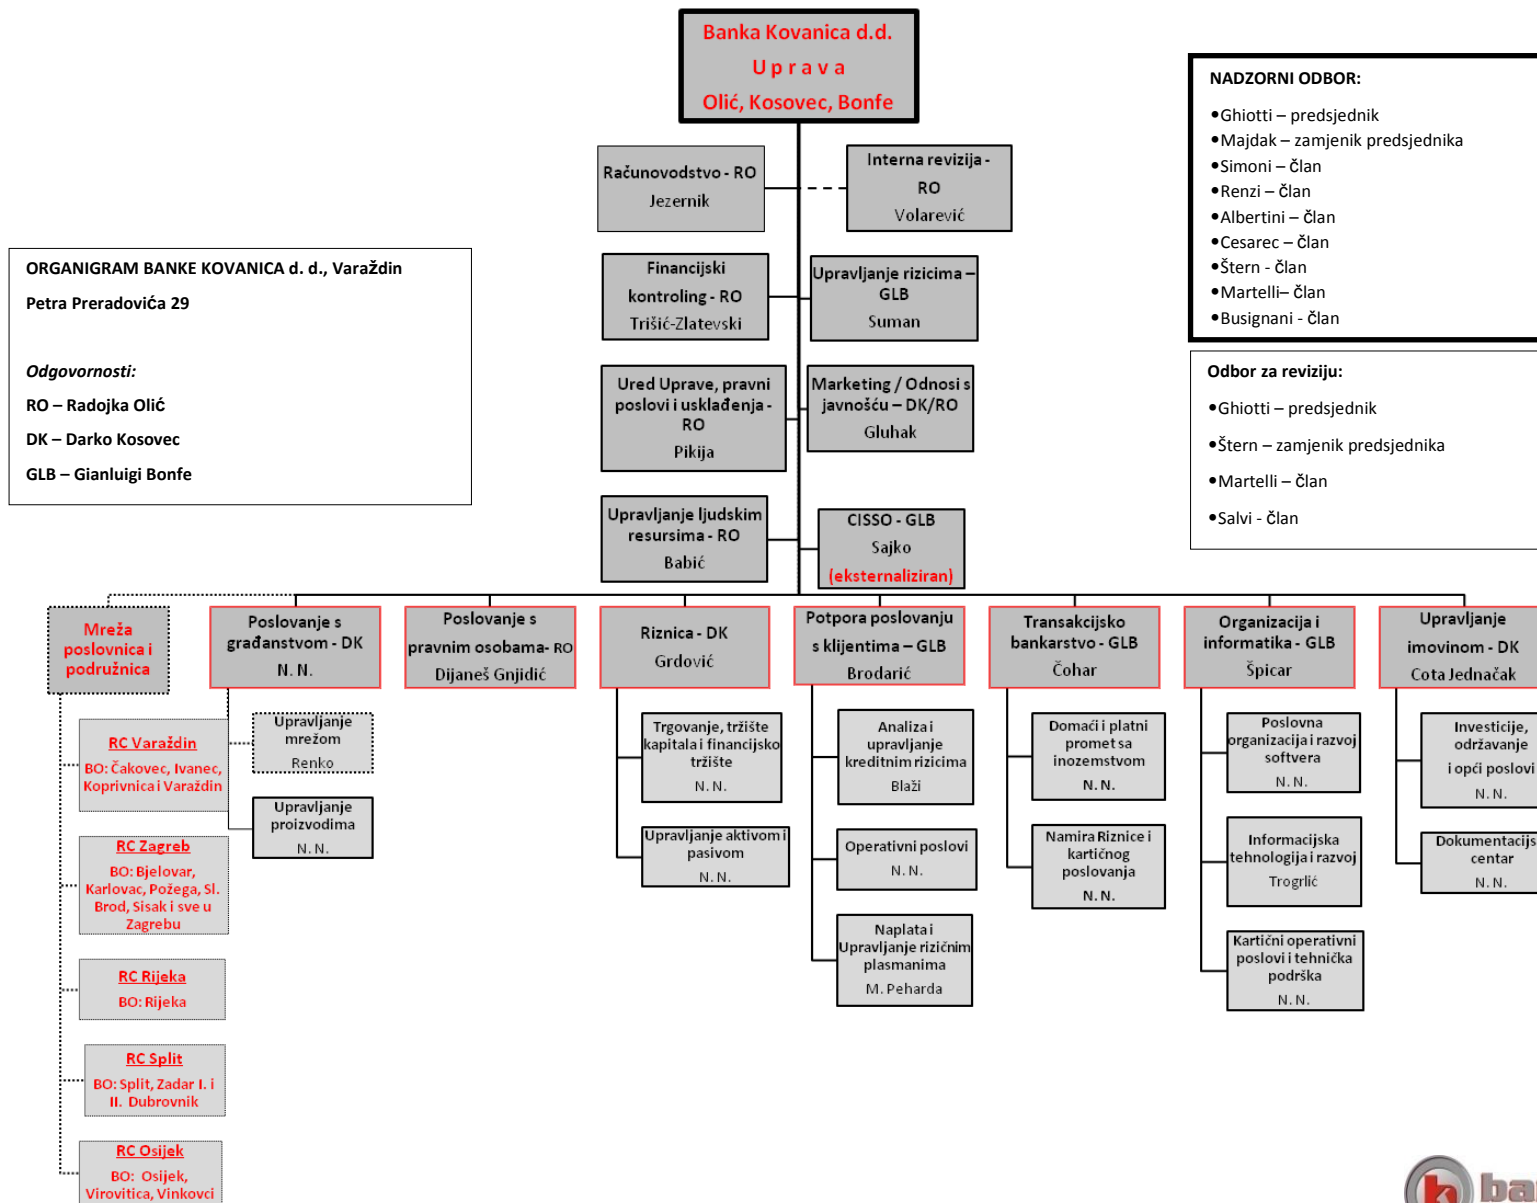 Banka Kovanica d.d.
U p r a v a
Olić, Kosovec, Bonfe
NADZORNI ODBOR:
•Ghiotti – predsjednik
•Majdak – zamjenik predsjednika
•Simoni – član
•Renzi – član
•Albertini – član
•Cesarec – član
•Štern - član
•Martelli– član
•Busignani - član
Odbor za reviziju:
•Ghiotti – predsjednik
•Štern – zamjenik predsjednika
•Martelli – član
•Salvi - član
ORGANIGRAM BANKE KOVANICA d. d., Varaždin
Petra Preradovića 29
Odgovornosti:
RO – Radojka Olić
DK – Darko Kosovec
GLB – Gianluigi Bonfe
Računovodstvo - RO
Jezernik
Interna revizija -
RO
Volarević
Financijski
kontroling - RO
Trišić-Zlatevski
Upravljanje rizicima –
GLB
Suman
Ured Uprave, pravni
poslovi i usklađenja -
RO
Pikija
Marketing / Odnosi s
javnošću – DK/RO
Gluhak
Upravljanje ljudskim
resursima - RO
Babić
CISSO - GLB
Sajko
(eksternaliziran)
Mreža
poslovnica i
podružnica
Poslovanje s
građanstvom - DK
N. N.
Poslovanje s
pravnim osobama- RO
Dijaneš Gnjidić
Riznica - DK
Grdović
Potpora poslovanju
s klijentima – GLB
Brodarić
Transakcijsko
bankarstvo - GLB
Čohar
Organizacija i
informatika - GLB
Špicar
Upravljanje
imovinom - DK
Cota Jednačak
RC Varaždin
BO: Čakovec, Ivanec,
Koprivnica i Varaždin
RC Zagreb
BO: Bjelovar,
Karlovac, Požega, Sl.
Brod, Sisak i sve u
Zagrebu
RC Rijeka
BO: Rijeka
RC Split
BO: Split, Zadar I. i
II. Dubrovnik
RC Osijek
BO: Osijek,
Virovitica, Vinkovci
Upravljanje
mrežom
Renko
Upravljanje
proizvodima
N. N.
Trgovanje, tržište
kapitala i financijsko
tržište
N. N.
Upravljanje aktivom i
pasivom
N. N.
Analiza i
upravljanje
kreditnim rizicima
Blaži
Operativni poslovi
N. N.
Naplata i
Upravljanje rizičnim
plasmanima
M. Peharda
Domaći i platni
promet sa
inozemstvom
N. N.
Namira Riznice i
kartičnog
poslovanja
N. N.
Poslovna
organizacija i razvoj
softvera
N. N.
Informacijska
tehnologija i razvoj
Trogrlić
Kartični operativni
poslovi i tehnička
podrška
N. N.
Investicije,
održavanje
i opći poslovi
N. N.
Dokumentacijs
centar
N. N.
k ba